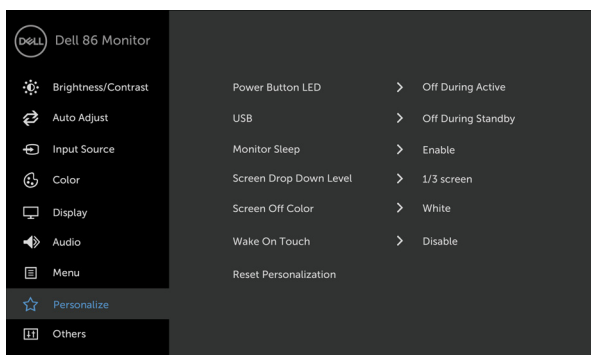 DELL Dell 86 Monitor
Brightness/Contrast
Auto Adjust
Input Source
Color
Display
Audio
Menu
Personalize
Others
Power Button LED Off During Active
USB Off During Standby
Monitor Sleep Enable
Screen Drop Down Level 1/3 screen
Screen Off Color White
Wake On Touch Disable
Reset Personalization